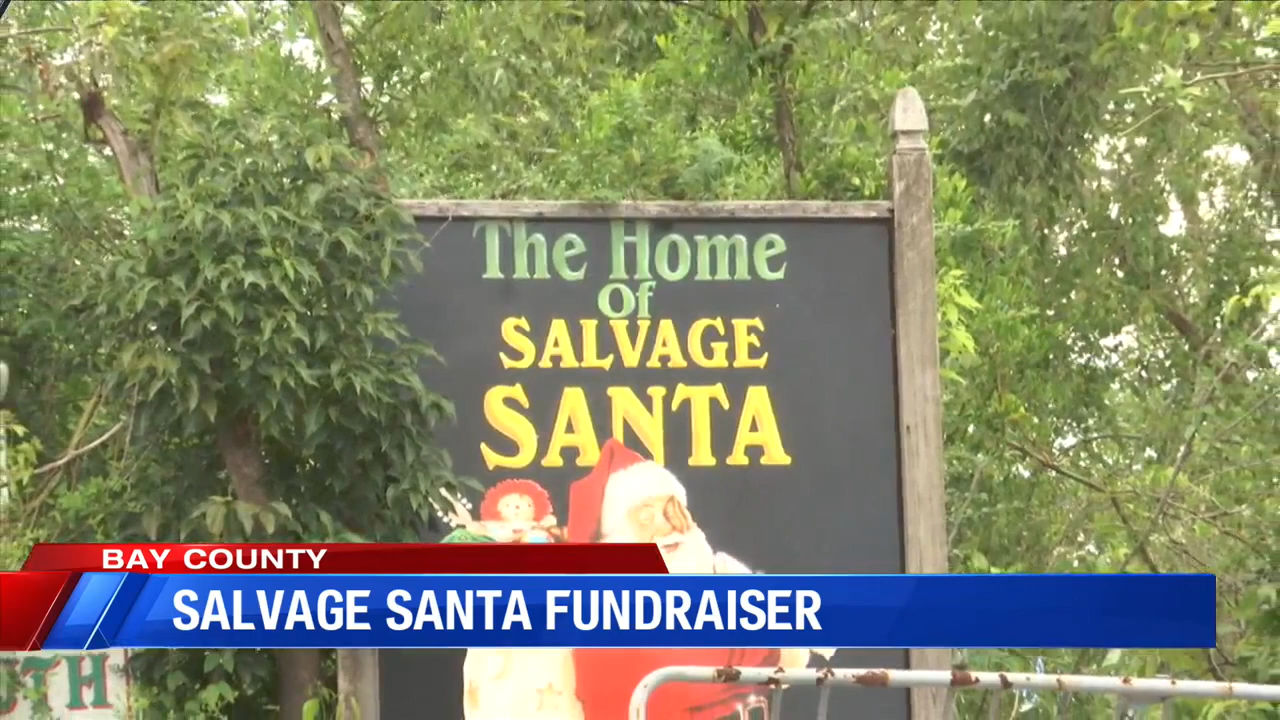 The Home
Of
SALVAGE
SANTA
BAY COUNTY
SALVAGE SANTA FUNDRAISER